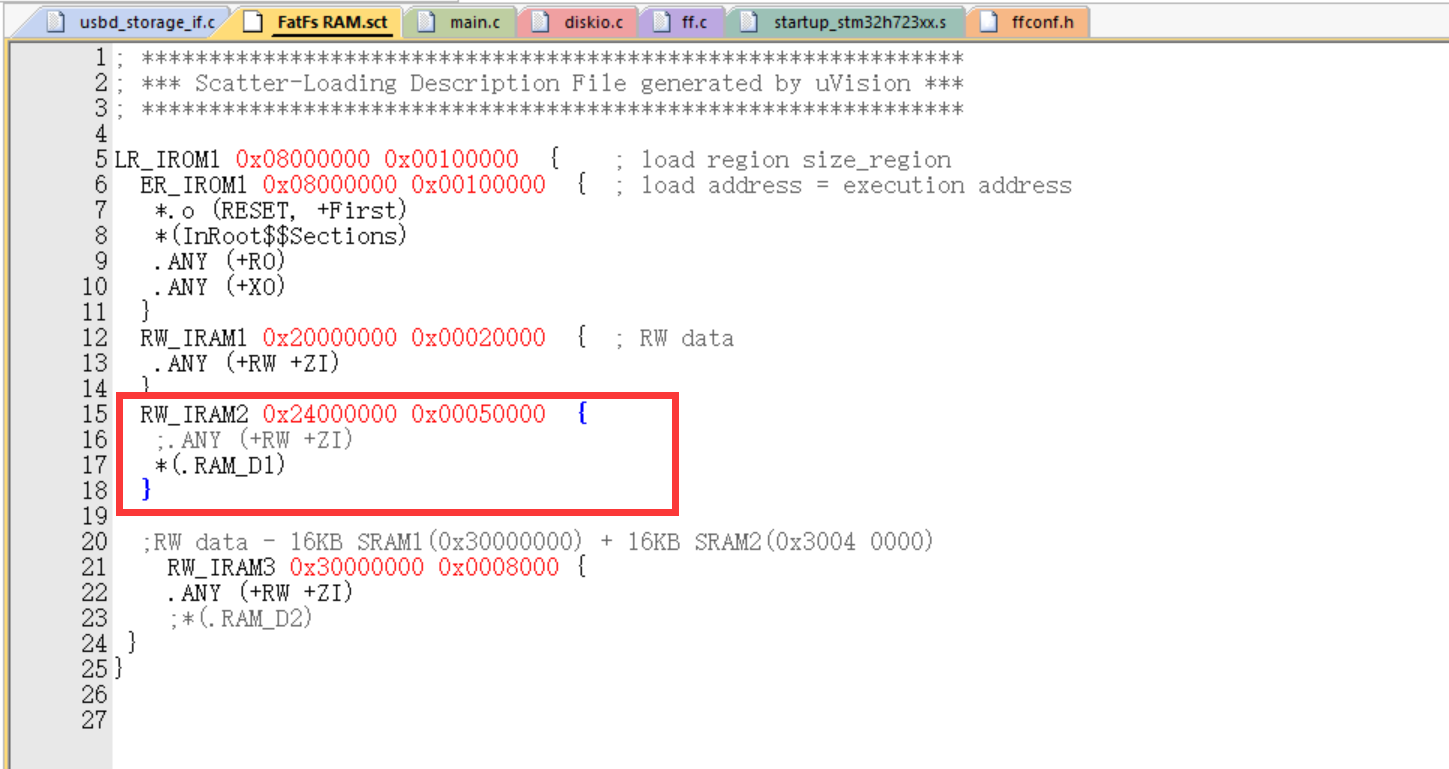 usbd_storage_if.c FatFs RAM.sct main.c diskio.c ff.c startup_stm32h723xx.s ffconf.h
1 ; *************************************************************
2 ; *** Scatter-Loading Description File generated by uVision ***
3 ; *************************************************************
4
5 LR_IROM1 0x08000000 0x00100000 { ; load region size_region
6 ER_IROM1 0x08000000 0x00100000 { ; load address = execution address
7 *.o (RESET, +First)
8 *(InRoot$$Sections)
9 .ANY (+RO)
10 .ANY (+XO)
11 }
12 RW_IRAM1 0x20000000 0x00020000 { ; RW data
13 .ANY (+RW +ZI)
14 }
15 RW_IRAM2 0x24000000 0x00050000 {
16 ;.ANY (+RW +ZI)
17 *(.RAM_D1)
18 }
19
20 ;RW data - 16KB SRAM1(0x30000000) + 16KB SRAM2(0x3004 0000)
21 RW_IRAM3 0x30000000 0x0008000 {
22 .ANY (+RW +ZI)
23 ;*(.RAM_D2)
24 }
25 }
26
27